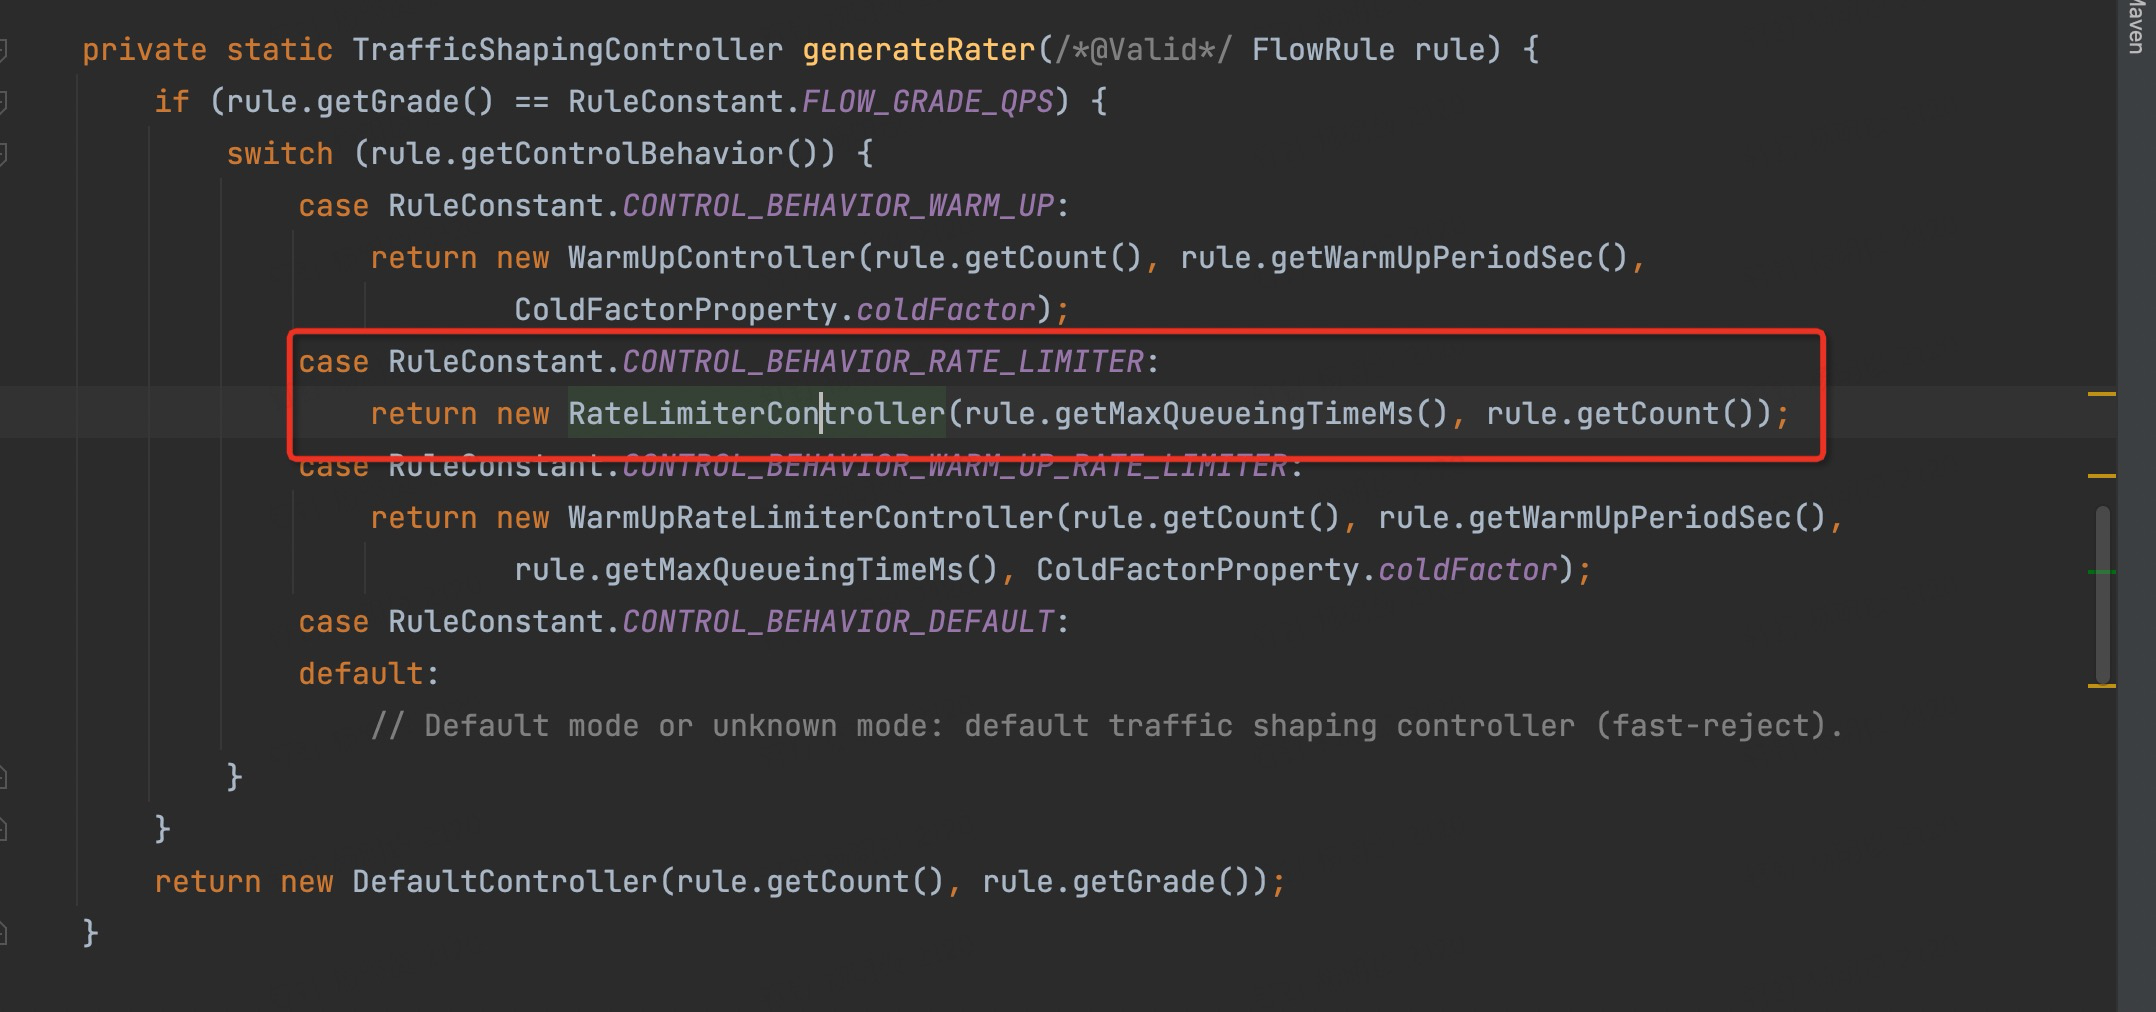 Maven
private static TrafficShapingController generateRater(/*@Valid*/ FlowRule rule) {
if (rule.getGrade() == RuleConstant.FLOW_GRADE_QPS) {
switch (rule.getControlBehavior()) {
case RuleConstant.CONTROL_BEHAVIOR_WARM_UP:
return new WarmUpController(rule.getCount(), rule.getWarmUpPeriodSec(),
ColdFactorProperty.coldFactor);
case RuleConstant.CONTROL_BEHAVIOR_RATE_LIMITER:
return new RateLimiterController(rule.getMaxQueueingTimeMs(), rule.getCount());
case RuleConstant.CONTROL_BEHAVIOR_WARM_UP_RATE_LIMITER:
return new WarmUpRateLimiterController(rule.getCount(), rule.getWarmUpPeriodSec(),
rule.getMaxQueueingTimeMs(), ColdFactorProperty.coldFactor);
case RuleConstant.CONTROL_BEHAVIOR_DEFAULT:
default:
// Default mode or unknown mode: default traffic shaping controller (fast-reject).
}
}
return new DefaultController(rule.getCount(), rule.getGrade());
}